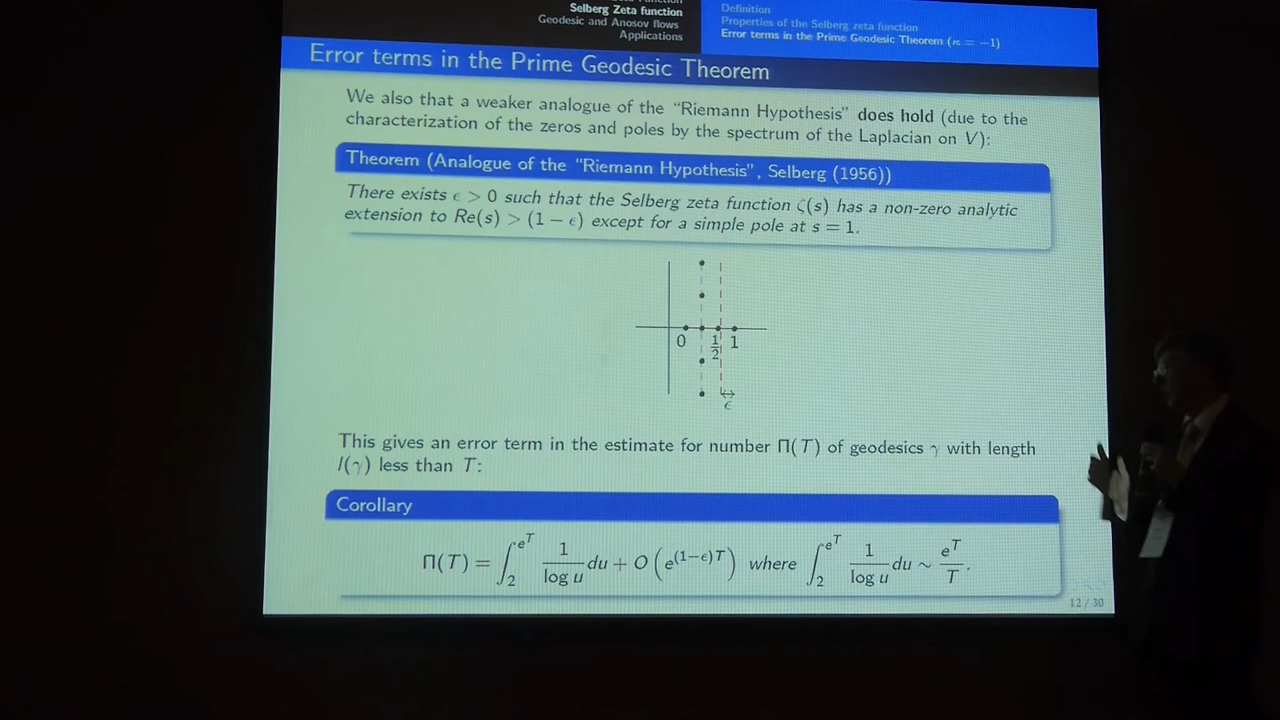 Selberg Zeta function
Geodesic and Anosov flows
Applications
Definition
Properties of the Selberg zeta function
Error terms in the Prime Geodesic Theorem (κ = −1)
Error terms in the Prime Geodesic Theorem
We also that a weaker analogue of the “Riemann Hypothesis” does hold (due to the
characterization of the zeros and poles by the spectrum of the Laplacian on V):
Theorem (Analogue of the “Riemann Hypothesis”, Selberg (1956))
There exists ϵ > 0 such that the Selberg zeta function ζ(s) has a non-zero analytic
extension to Re(s) > (1 − ϵ) except for a simple pole at s = 1.
0 1/2 1
ϵ
This gives an error term in the estimate for number Π(T) of geodesics γ with length
l(γ) less than T:
Corollary
Π(T) = ∫_2^{e^T} 1/log u du + O(e^{(1−ϵ)T}) where ∫_2^{e^T} 1/log u du ~ e^T/T.
12 / 30